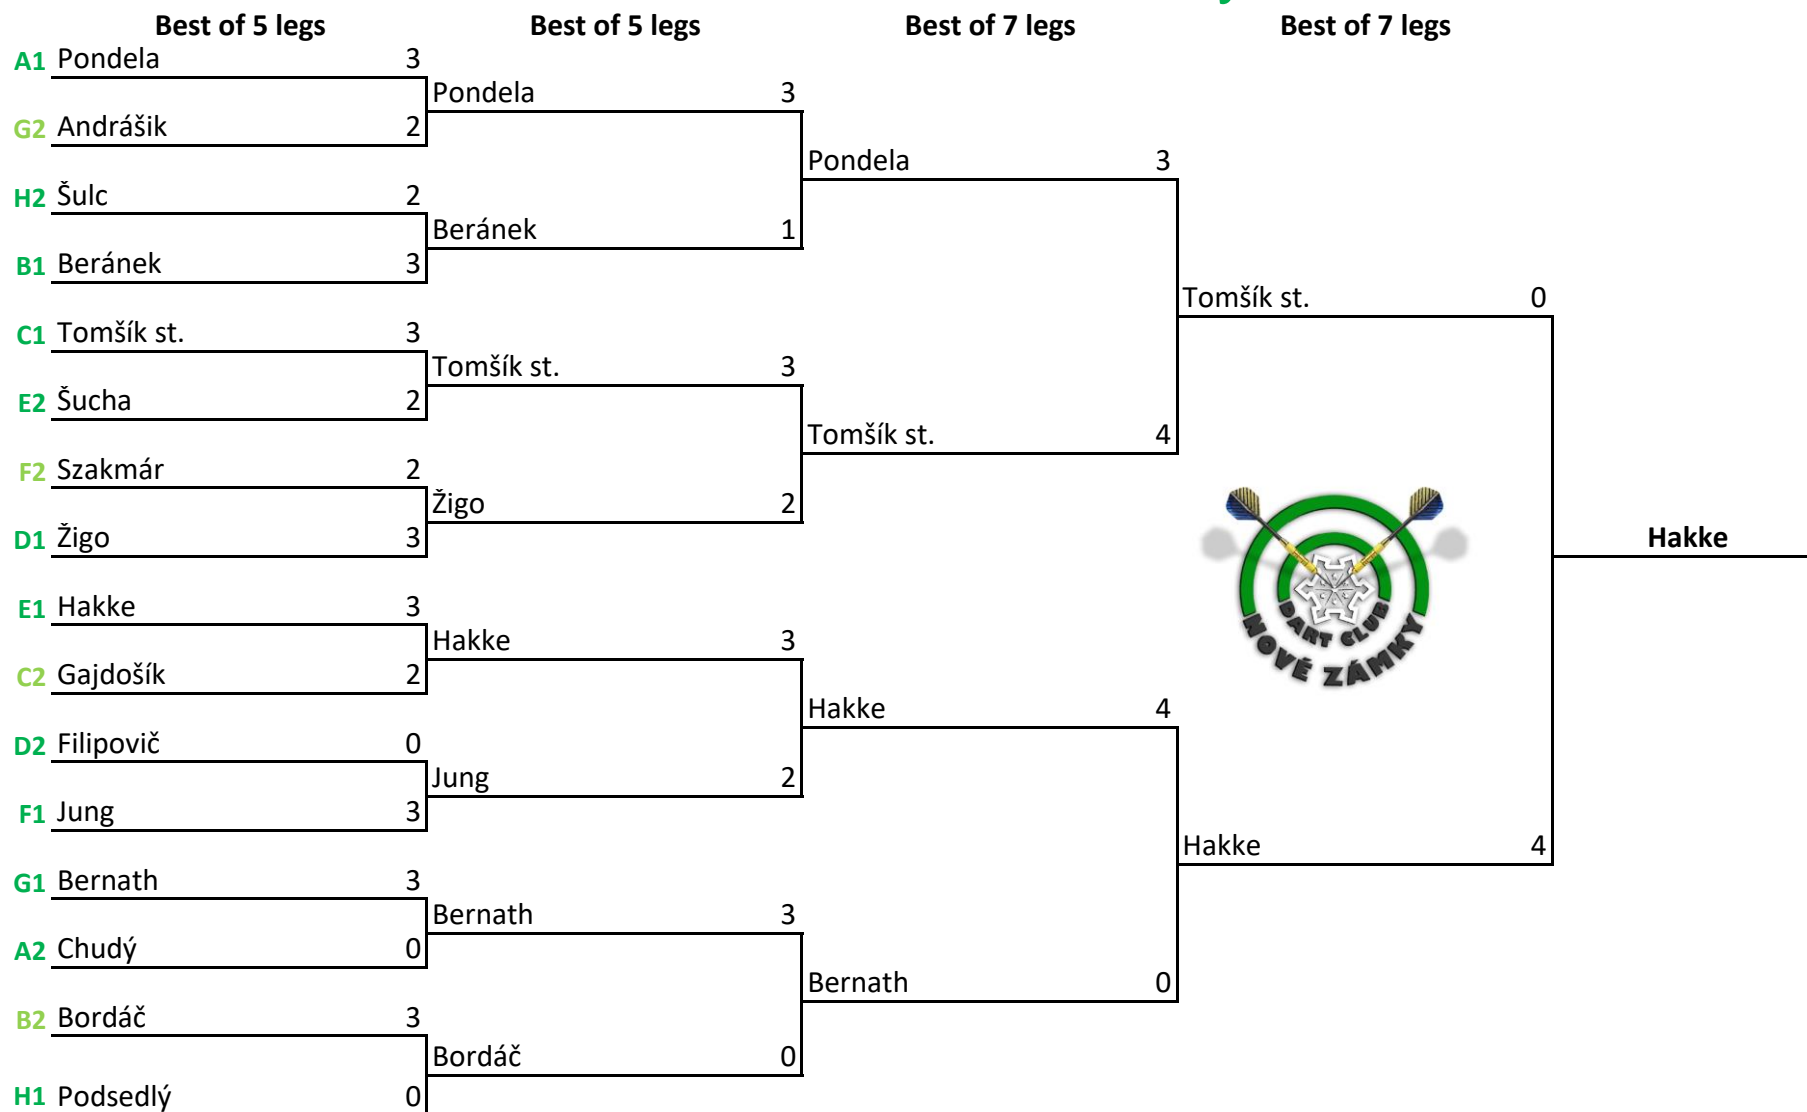 Best of 5 legs Best of 5 legs Best of 7 legs Best of 7 legs
A1 Pondela 3
Pondela 3
G2 Andrášik 2
Pondela 3
H2 Šulc 2
Beránek 1
B1 Beránek 3
Tomšík st. 0
C1 Tomšík st. 3
Tomšík st. 3
E2 Šucha 2
Tomšík st. 4
F2 Szakmár 2
Žigo 2
D1 Žigo 3
Hakke
E1 Hakke 3
Hakke 3
C2 Gajdošík 2
DART CLUB
NOVÉ ZÁMKY
Hakke 4
D2 Filipovič 0
Jung 2
F1 Jung 3
Hakke 4
G1 Bernath 3
Bernath 3
A2 Chudý 0
Bernath 0
B2 Bordáč 3
Bordáč 0
H1 Podsedlý 0